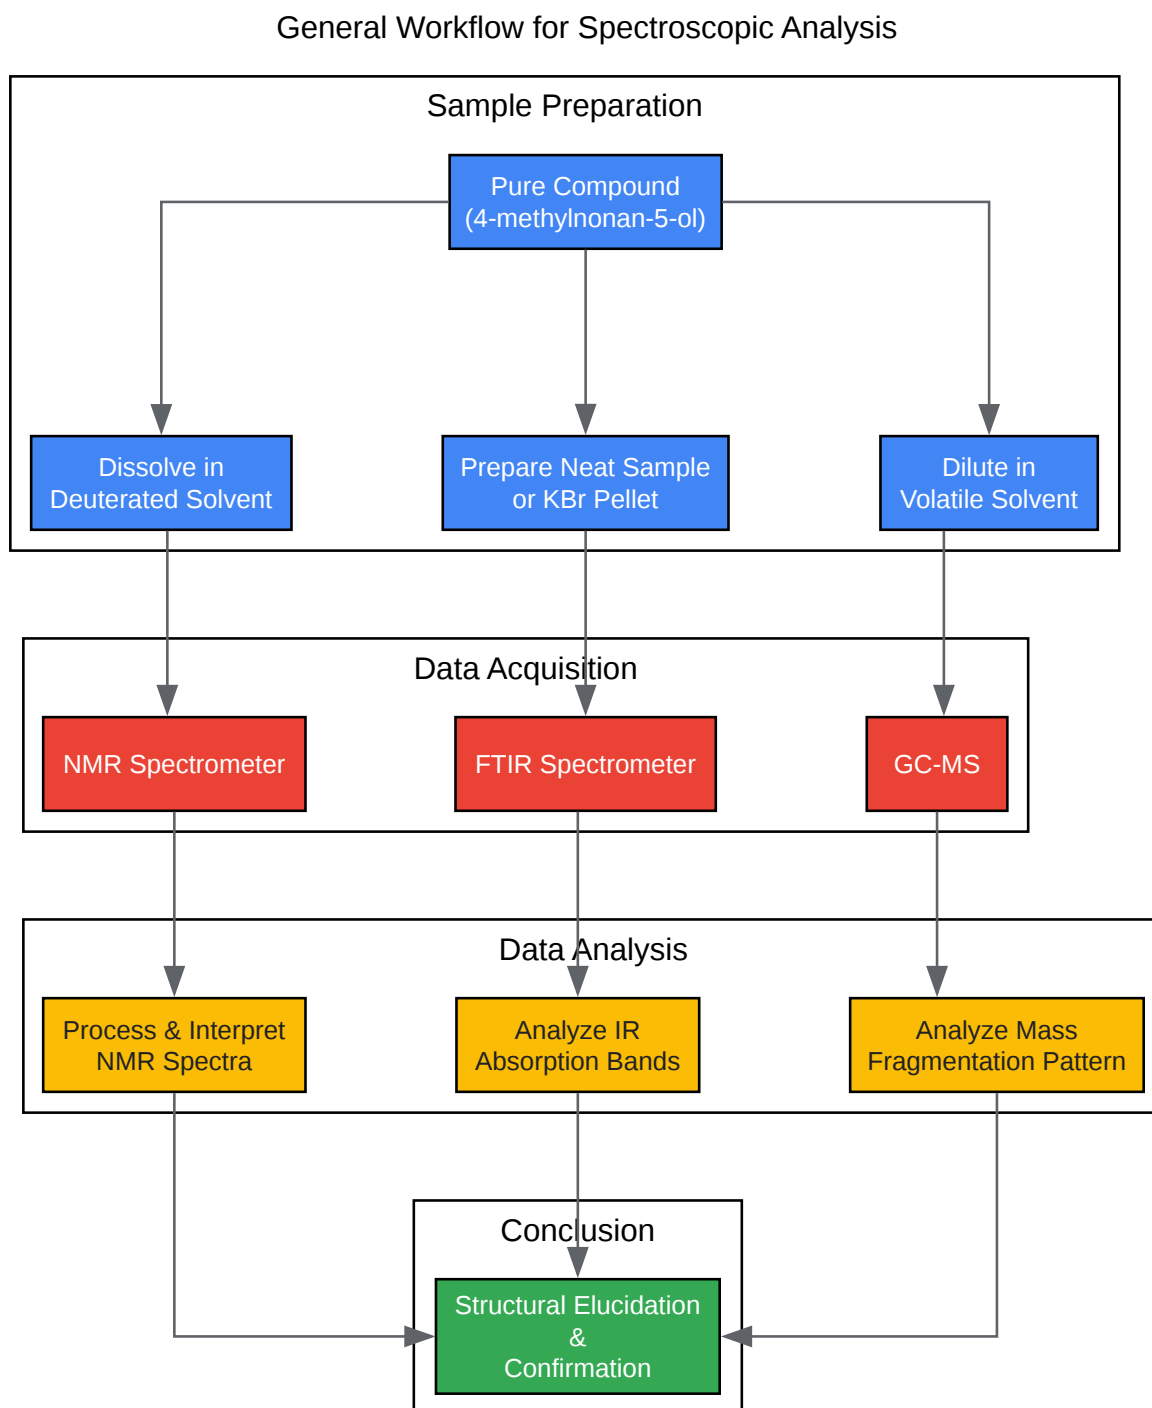 General Workflow for Spectroscopic Analysis
Sample Preparation
Pure Compound
(4-methylnonan-5-ol)
Dissolve in
Deuterated Solvent
Prepare Neat Sample
or KBr Pellet
Dilute in
Volatile Solvent
Data Acquisition
NMR Spectrometer
FTIR Spectrometer
GC-MS
Data Analysis
Process & Interpret
NMR Spectra
Analyze IR
Absorption Bands
Analyze Mass
Fragmentation Pattern
Conclusion
Structural Elucidation
&
Confirmation